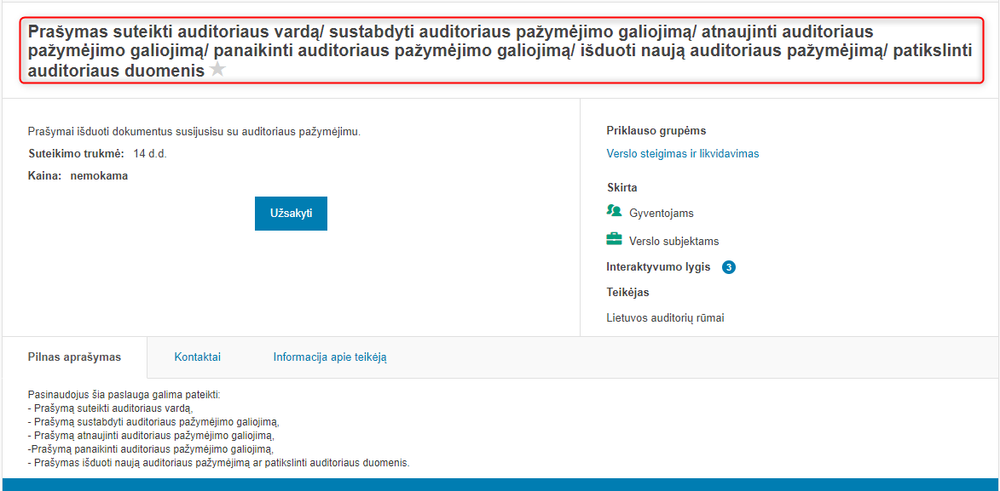 Prašymas suteikti auditoriaus vardą/ sustabdyti auditoriaus pažymėjimo galiojimą/ atnaujinti auditoriaus
pažymėjimo galiojimą/ panaikinti auditoriaus pažymėjimo galiojimą/ išduoti naują auditoriaus pažymėjimą/ patikslinti
auditoriaus duomenis
Prašymai išduoti dokumentus susijusisu su auditoriaus pažymėjimu.
Suteikimo trukmė: 14 d.d.
Kaina: nemokama
Užsakyti
Priklauso grupėms
Verslo steigimas ir likvidavimas
Skirta
Gyventojams
Verslo subjektams
Interaktyvumo lygis 3
Teikėjas
Lietuvos auditorių rūmai
Pilnas aprašymas
Kontaktai
Informacija apie teikėją
Pasinaudojus šia paslauga galima pateikti:
- Prašymą suteikti auditoriaus vardą,
- Prašymą sustabdyti auditoriaus pažymėjimo galiojimą,
- Prašymą atnaujinti auditoriaus pažymėjimo galiojimą,
-Prašymą panaikinti auditoriaus pažymėjimo galiojimą,
- Prašymas išduoti naują auditoriaus pažymėjimą ar patikslinti auditoriaus duomenis.